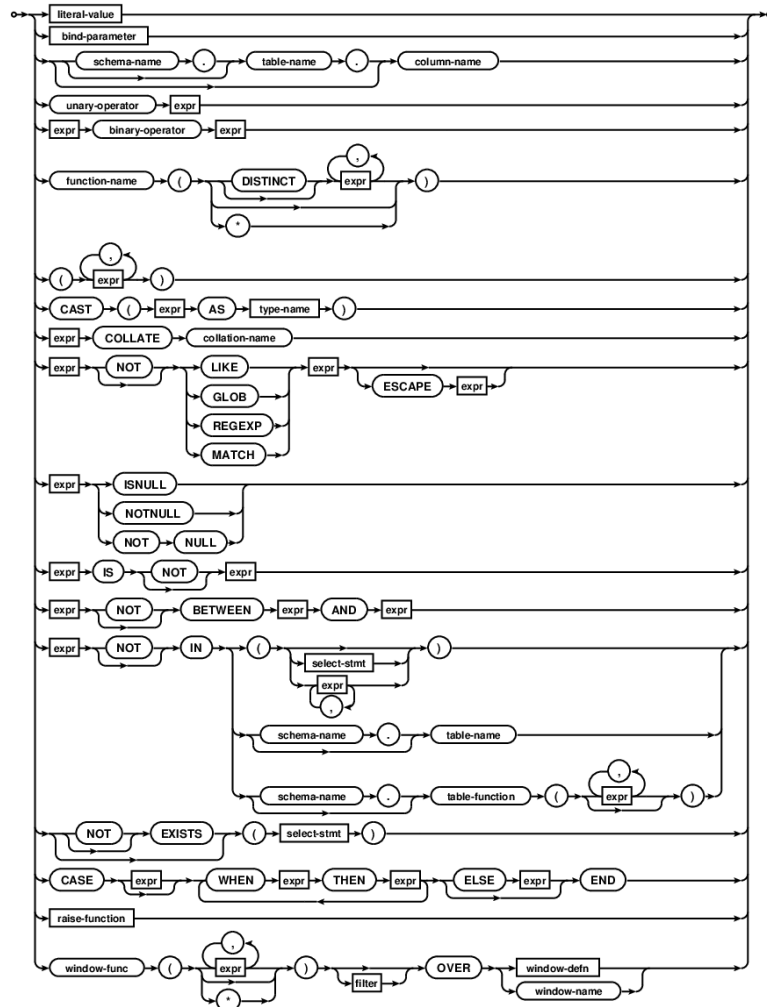 literal-value
bind-parameter
schema-name . table-name . column-name
unary-operator expr
expr binary-operator expr
,
function-name ( DISTINCT expr )
*
,
( expr )
CAST ( expr AS type-name )
expr COLLATE collation-name
expr NOT LIKE expr
GLOB ESCAPE expr
REGEXP
MATCH
expr ISNULL
NOTNULL
NOT NULL
expr IS NOT expr
expr NOT BETWEEN expr AND expr
expr NOT IN ( )
select-stmt
expr
,
schema-name . table-name
,
schema-name . table-function ( expr )
NOT EXISTS ( select-stmt )
CASE expr WHEN expr THEN expr ELSE expr END
raise-function
,
window-func ( expr ) OVER window-defn
* filter window-name